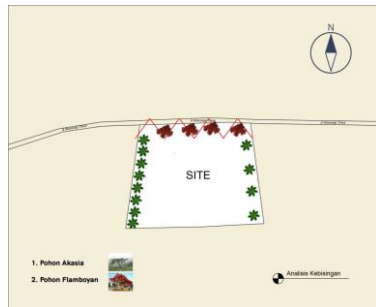 N
SITE
1. Pohon Akasia
2. Pohon Flamboyan
Analisis Kebisingan